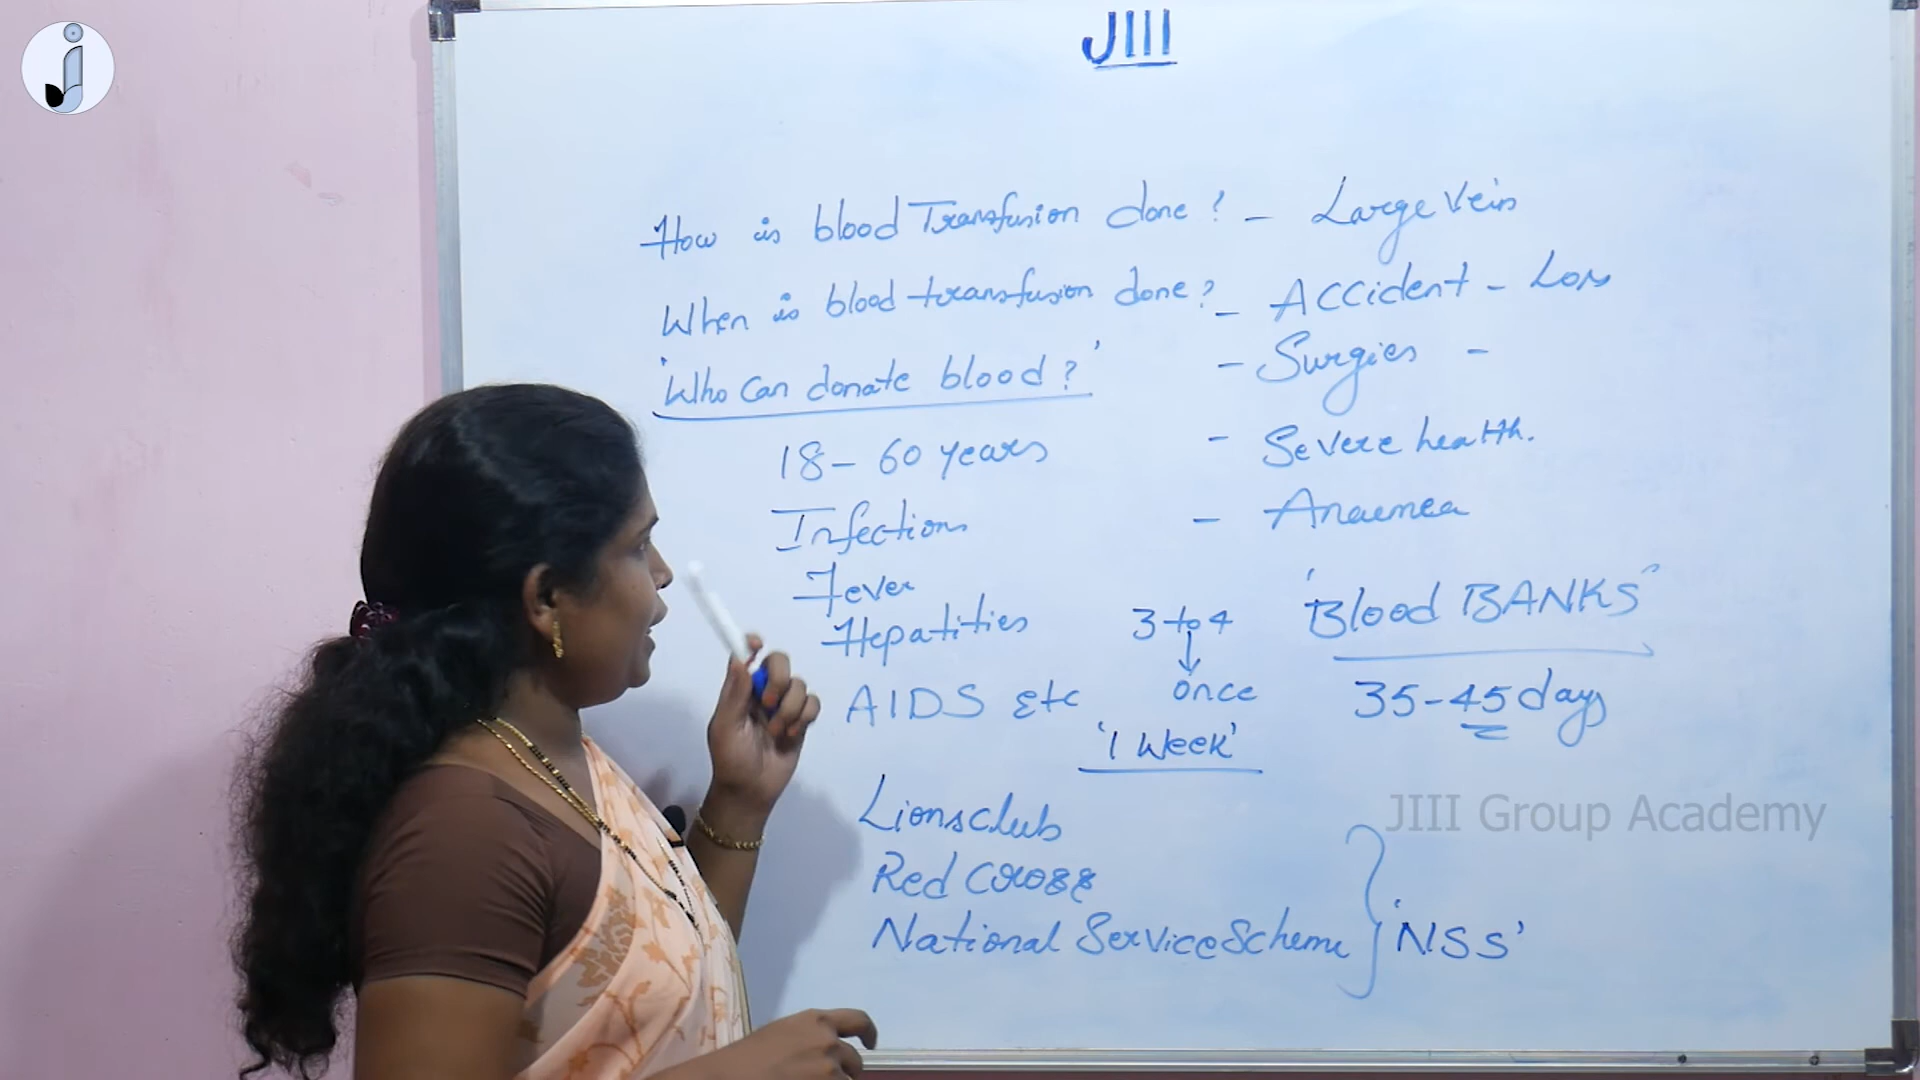 JIII
How is blood Transfusion done? - Large Vein
When is blood transfusion done? - Accident - Loss
'Who can donate blood?'
- Surgies -
18 - 60 years
- Severe health.
Infections
- Anaemea
Fever
Hepatities
AIDS Etc
3 to 4
once
'1 Week'
"Blood BANKS"
35-45 days
Lionsclub
Red cross
National Service Scheme } 'NSS'
JIII Group Academy